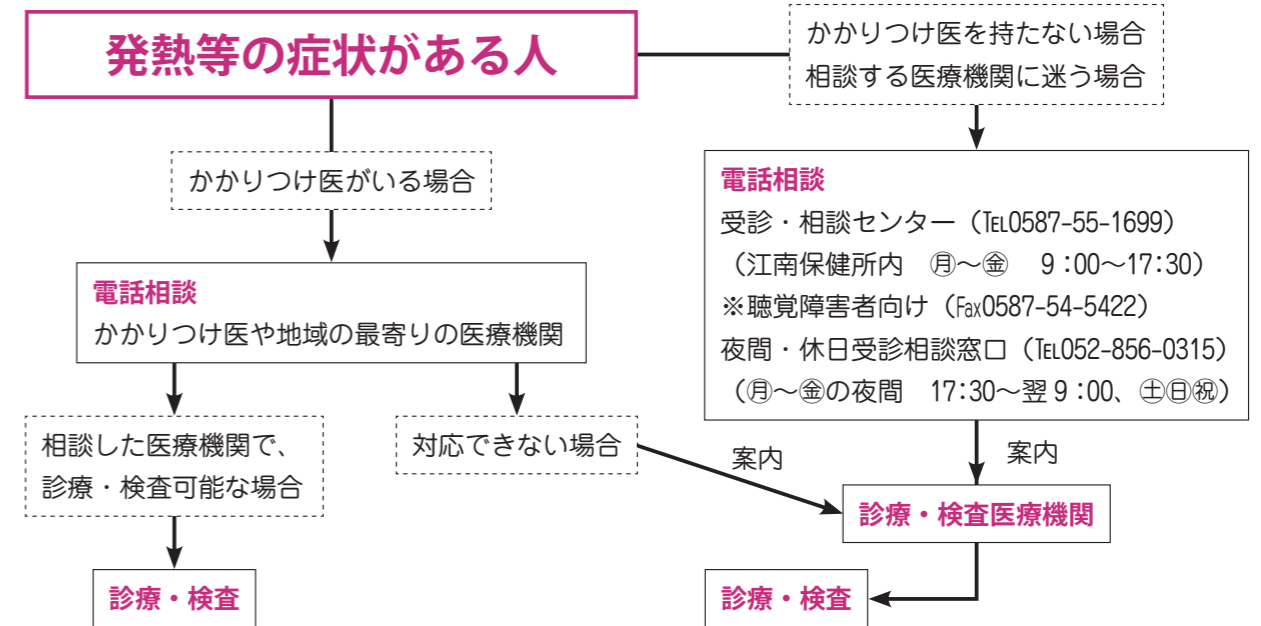 発熱等の症状がある人
かかりつけ医を持たない場合
相談する医療機関に迷う場合
かかりつけ医がいる場合
電話相談
受診・相談センター（℡0587-55-1699）
（江南保健所内　㊊～㊎　9：00～17：30）
※聴覚障害者向け（Fax0587-54-5422）
夜間・休日受診相談窓口（℡052-856-0315）
（㊊～㊎の夜間　17：30～翌9：00、㊏㊐㊗）
電話相談
かかりつけ医や地域の最寄りの医療機関
相談した医療機関で、
診療・検査可能な場合
対応できない場合
案内
案内
診療・検査医療機関
診療・検査
診療・検査